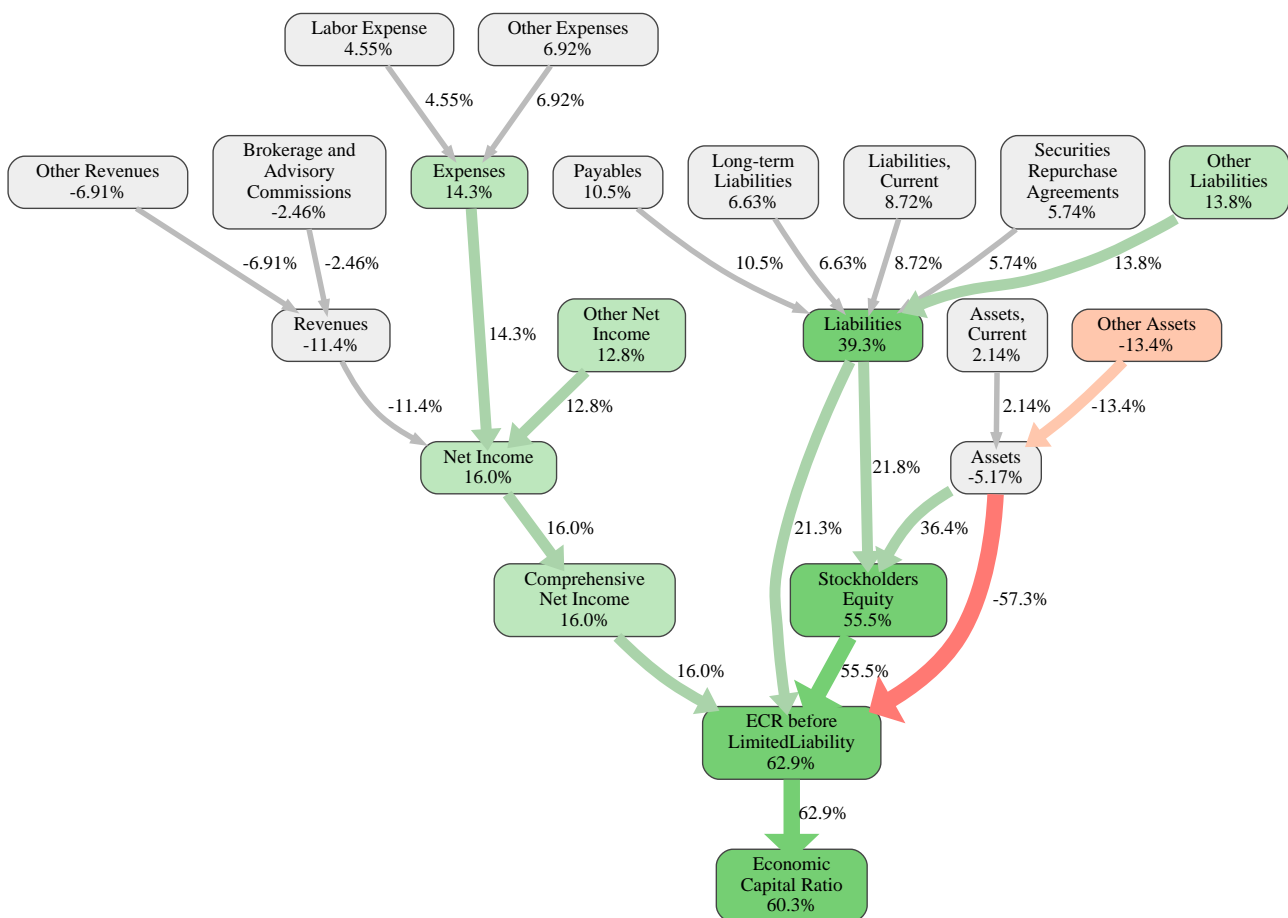 Labor Expense
4.55%
Other Expenses
6.92%
4.55%
6.92%
Other Revenues
-6.91%
Brokerage and
Advisory
Commissions
-2.46%
Expenses
14.3%
Payables
10.5%
Long-term
Liabilities
6.63%
Liabilities,
Current
8.72%
Securities
Repurchase
Agreements
5.74%
Other
Liabilities
13.8%
-6.91%
-2.46%
10.5%
6.63%
8.72%
5.74%
13.8%
Revenues
-11.4%
14.3%
Other Net
Income
12.8%
Liabilities
39.3%
Assets,
Current
2.14%
Other Assets
-13.4%
-11.4%
12.8%
2.14%
-13.4%
Net Income
16.0%
21.8%
Assets
-5.17%
16.0%
21.3%
36.4%
Comprehensive
Net Income
16.0%
Stockholders
Equity
55.5%
-57.3%
16.0%
55.5%
ECR before
LimitedLiability
62.9%
62.9%
Economic
Capital Ratio
60.3%